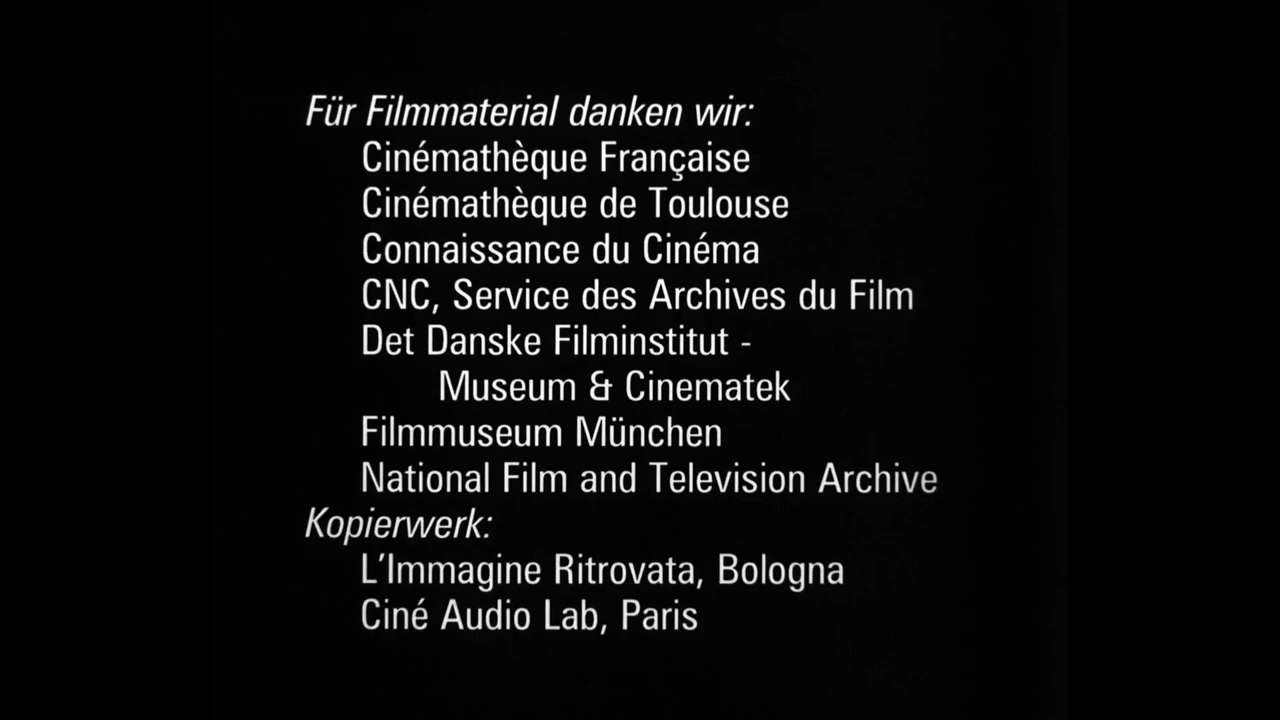 Für Filmmaterial danken wir:
Cinémathèque Française
Cinémathèque de Toulouse
Connaissance du Cinéma
CNC, Service des Archives du Film
Det Danske Filminstitut -
Museum & Cinematek
Filmmuseum München
National Film and Television Archive
Kopierwerk:
L'Immagine Ritrovata, Bologna
Ciné Audio Lab, Paris